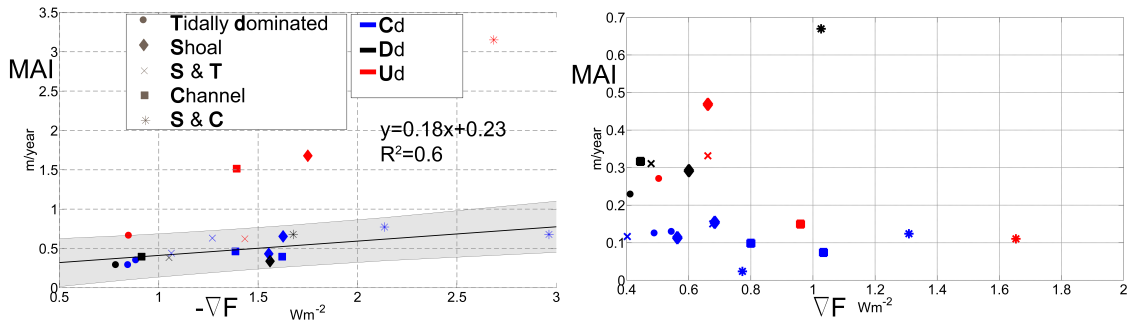 MAI
m/year
3.5
3
2.5
2
1.5
1
0.5
0
Tidally dominated
Shoal
S & T
Channel
S & C
Cd
Dd
Ud
y=0.18x+0.23
R²=0.6
0.5 1 1.5 2 2.5 3
-∇F Wm⁻²
MAI
m/year
0.7
0.6
0.5
0.4
0.3
0.2
0.1
0
0.4 0.6 0.8 1 1.2 1.4 1.6 1.8 2
∇F Wm⁻²